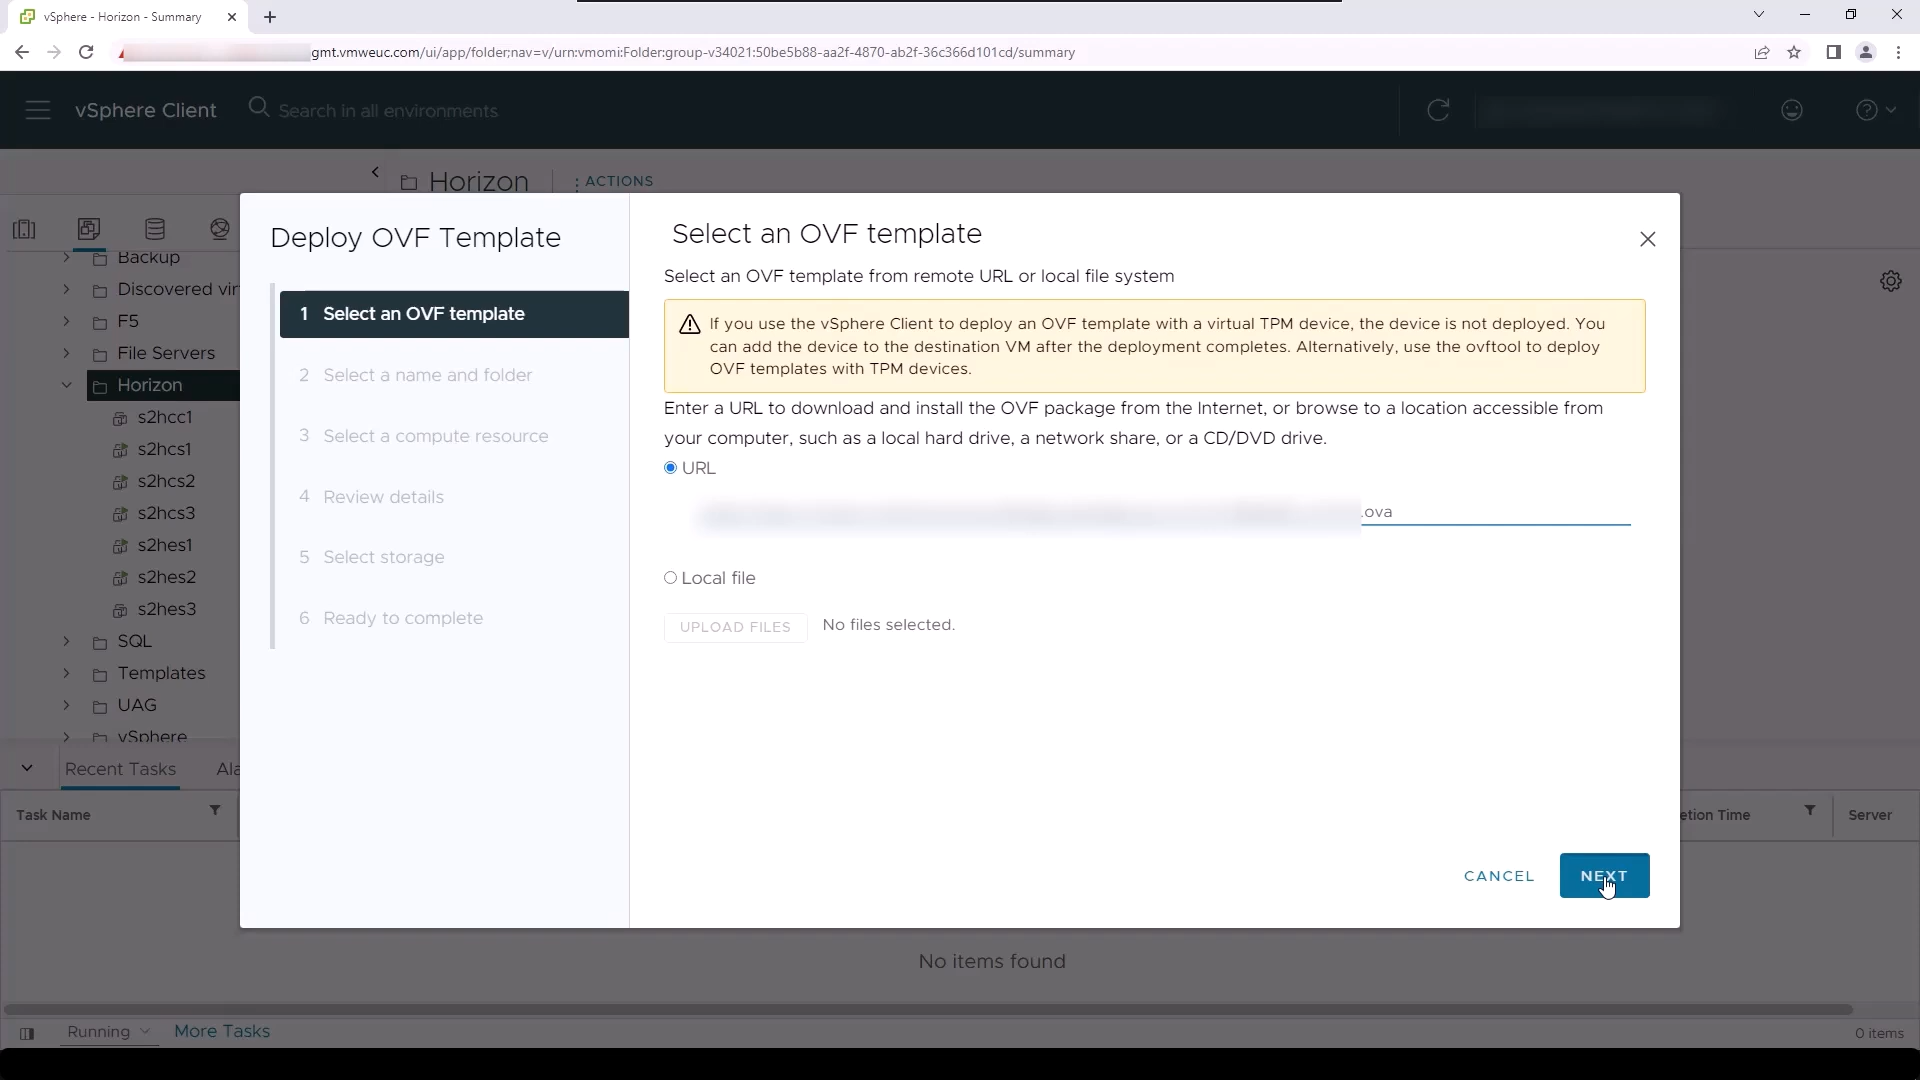 vSphere - Horizon - Summary
gmt.vmweuc.com/ui/app/folder;nav=v/urn:vmomi:Folder:group-v34021:50be5b88-aa2f-4870-ab2f-36c366d101cd/summary
vSphere Client
Search in all environments
Horizon
ACTIONS
Backup
Discovered vir
F5
File Servers
Horizon
s2hcc1
s2hcs1
s2hcs2
s2hcs3
s2hes1
s2hes2
s2hes3
SQL
Templates
UAG
vSphere
Deploy OVF Template
1 Select an OVF template
2 Select a name and folder
3 Select a compute resource
4 Review details
5 Select storage
6 Ready to complete
Select an OVF template
Select an OVF template from remote URL or local file system
If you use the vSphere Client to deploy an OVF template with a virtual TPM device, the device is not deployed. You
can add the device to the destination VM after the deployment completes. Alternatively, use the ovftool to deploy
OVF templates with TPM devices.
Enter a URL to download and install the OVF package from the Internet, or browse to a location accessible from
your computer, such as a local hard drive, a network share, or a CD/DVD drive.
URL
.ova
Local file
UPLOAD FILES No files selected.
CANCEL NEXT
Recent Tasks Ala
Task Name
etion Time
Server
No items found
Running More Tasks
0 items